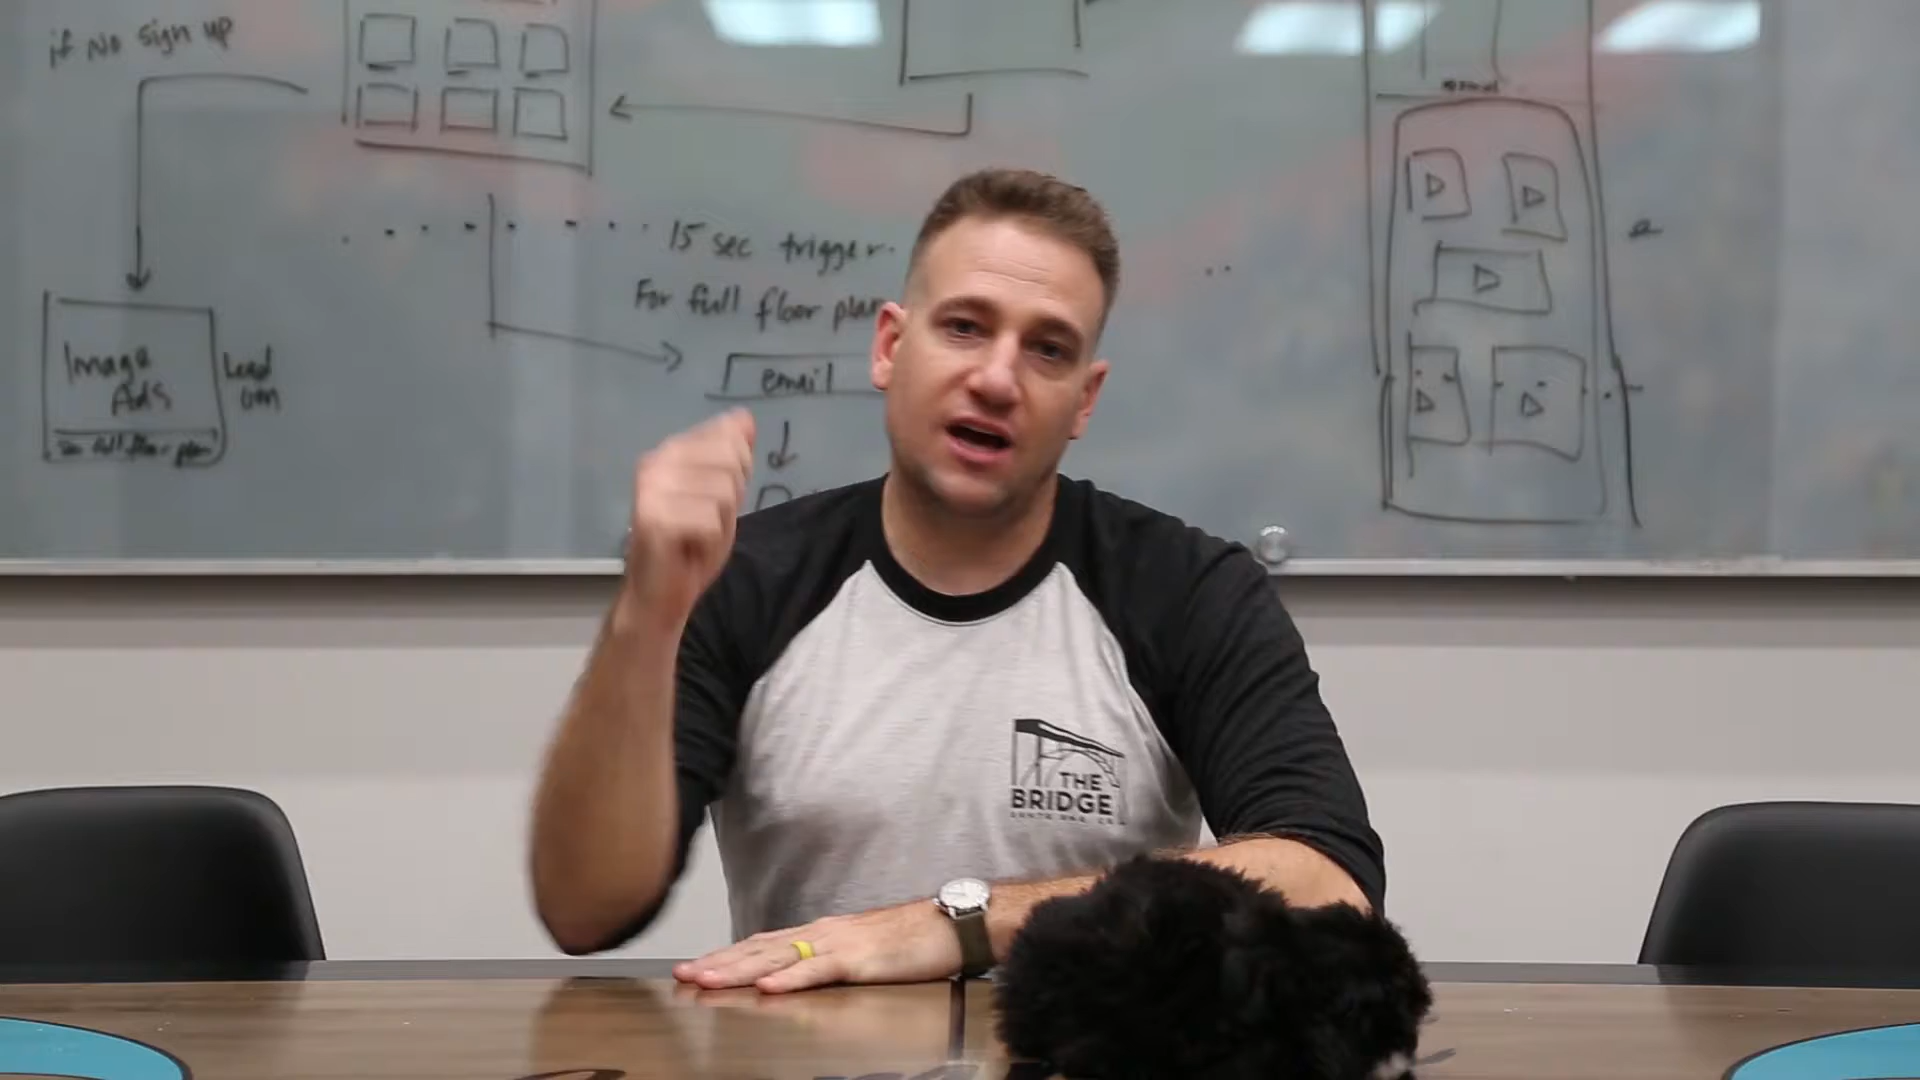 if No sign up
15 sec trigger.
For full floor plan
Image
Ads
Lead
email
THE
BRIDGE